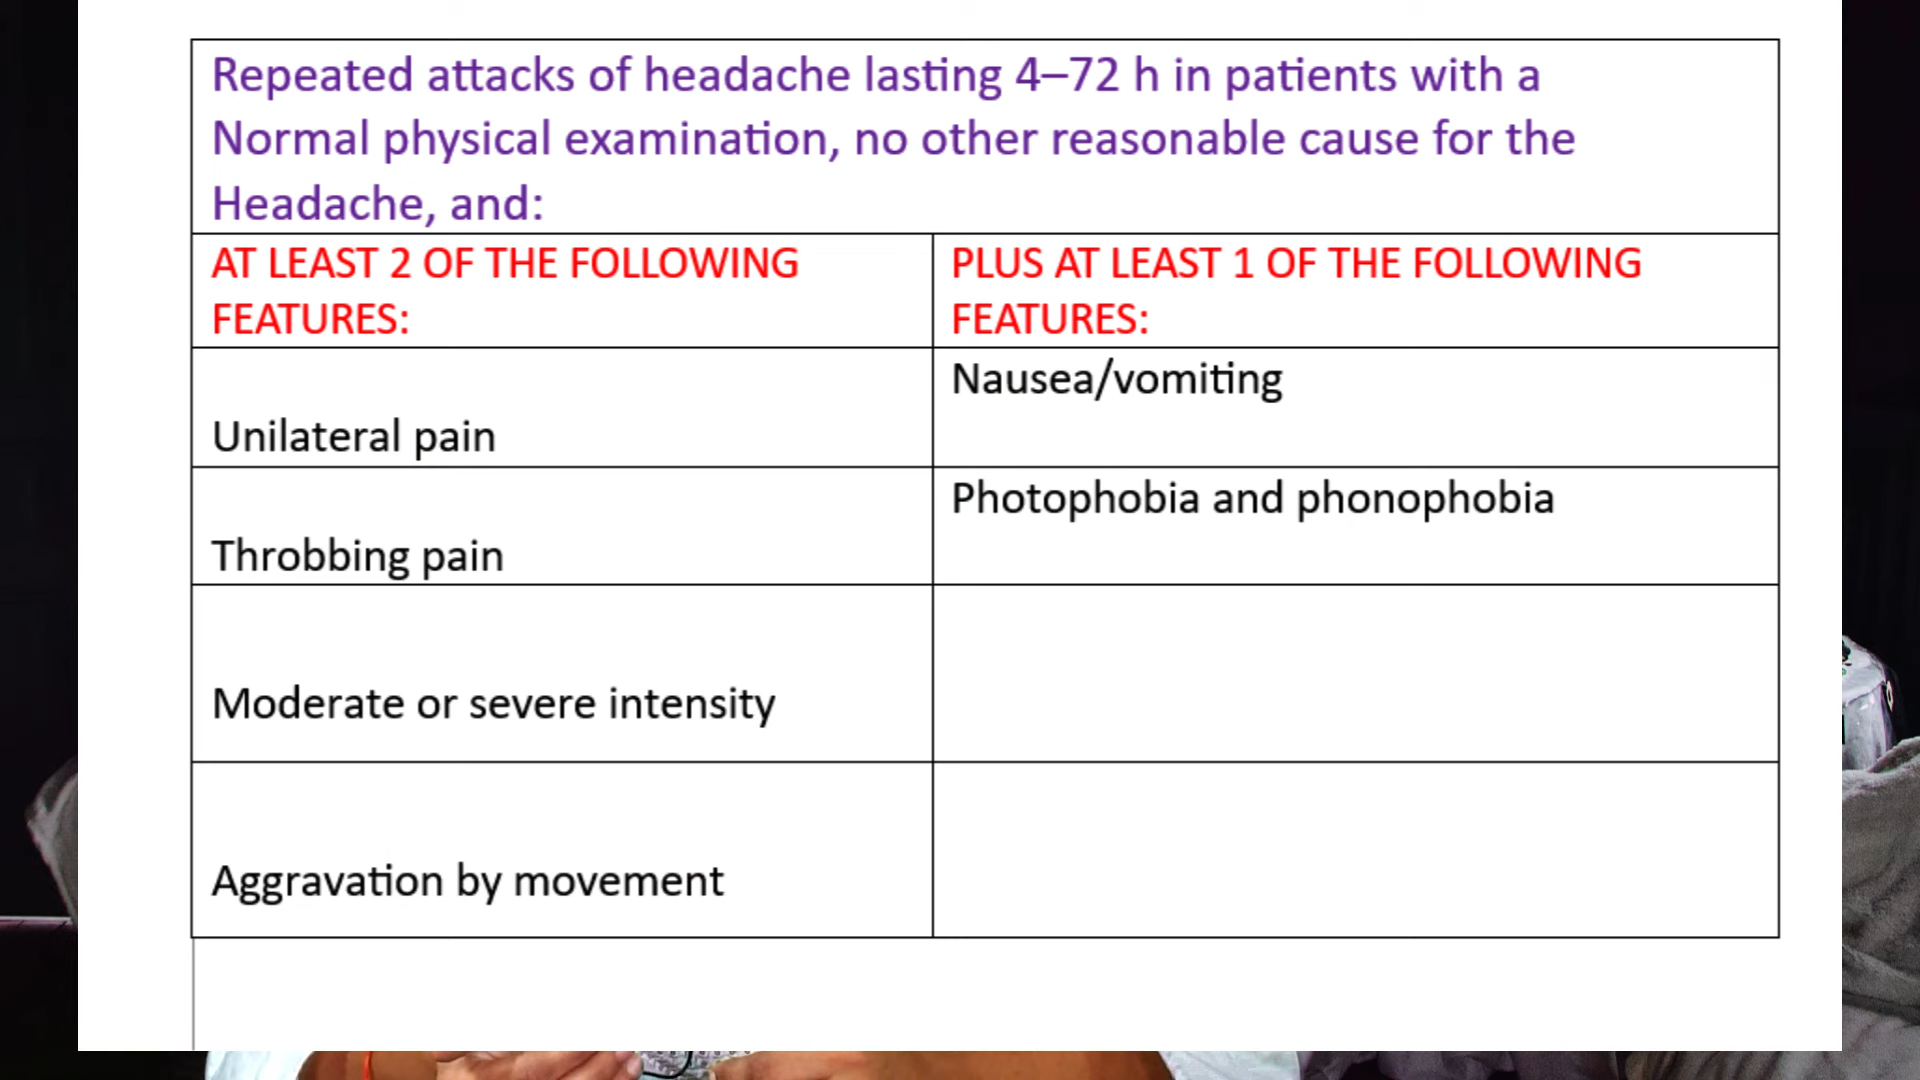 Repeated attacks of headache lasting 4–72 h in patients with a
Normal physical examination, no other reasonable cause for the
Headache, and:
AT LEAST 2 OF THE FOLLOWING
FEATURES:
PLUS AT LEAST 1 OF THE FOLLOWING
FEATURES:
Unilateral pain
Nausea/vomiting
Throbbing pain
Photophobia and phonophobia
Moderate or severe intensity
Aggravation by movement